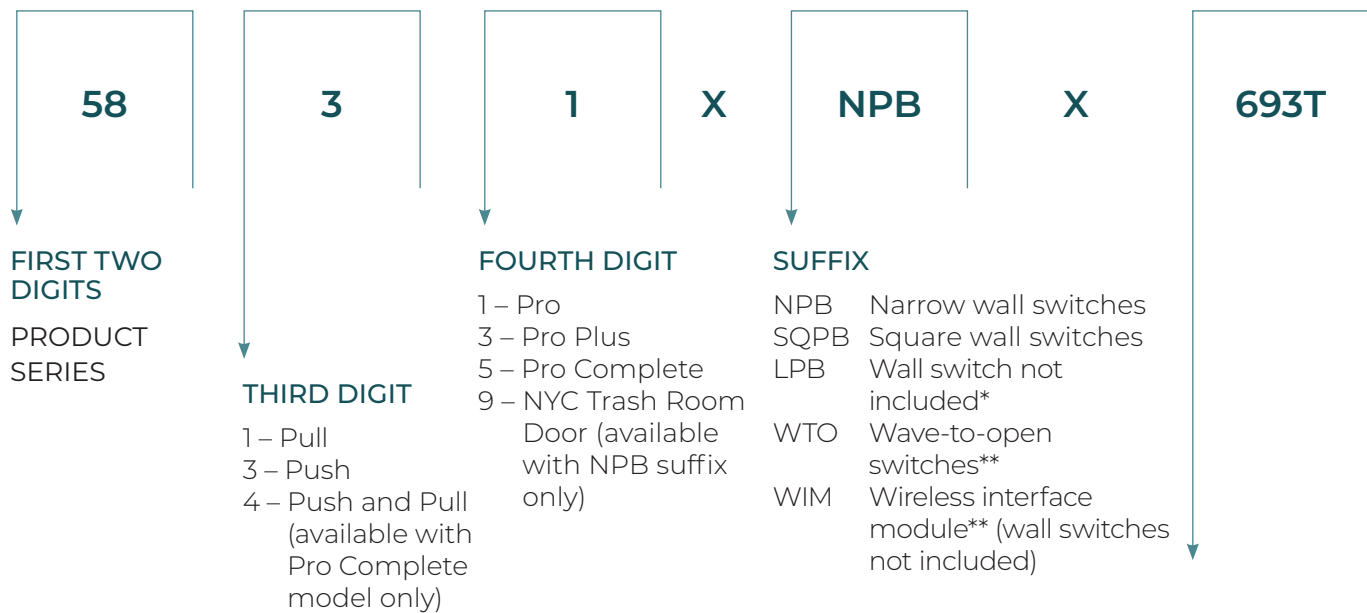 58 3 1 X NPB X 693T
FIRST TWO
DIGITS
PRODUCT
SERIES
THIRD DIGIT
1 – Pull
3 – Push
4 – Push and Pull
(available with
Pro Complete
model only)
FOURTH DIGIT
1 – Pro
3 – Pro Plus
5 – Pro Complete
9 – NYC Trash Room
Door (available
with NPB suffix
only)
SUFFIX
NPB Narrow wall switches
SQPB Square wall switches
LPB Wall switch not
included*
WTO Wave-to-open
switches**
WIM Wireless interface
module** (wall switches
not included)